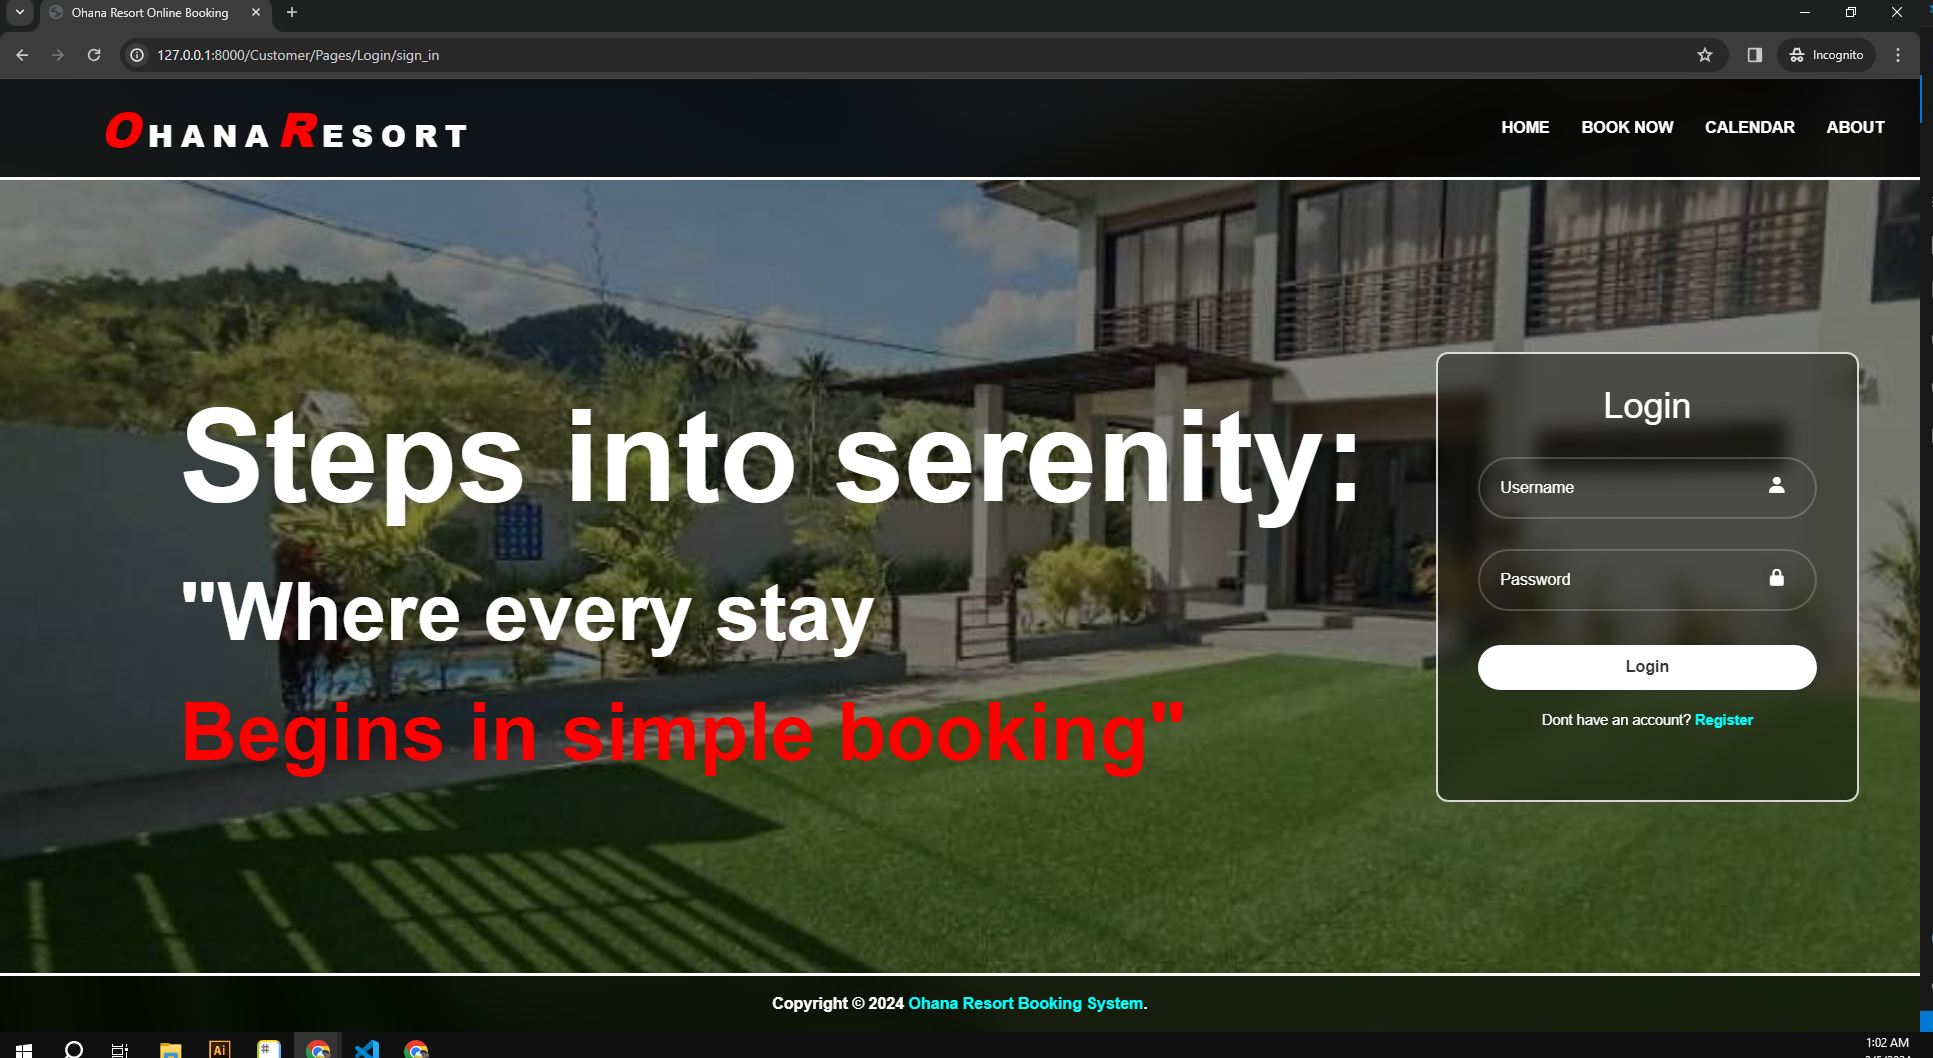 Ohana Resort Online Booking
127.0.0.1:8000/Customer/Pages/Login/sign_in
Incognito
OHANA RESORT
HOME BOOK NOW CALENDAR ABOUT
Steps into serenity:
"Where every stay
Begins in simple booking"
Login
Username
Password
Login
Dont have an account? Register
Copyright © 2024 Ohana Resort Booking System.
Ai
#
1:02 AM